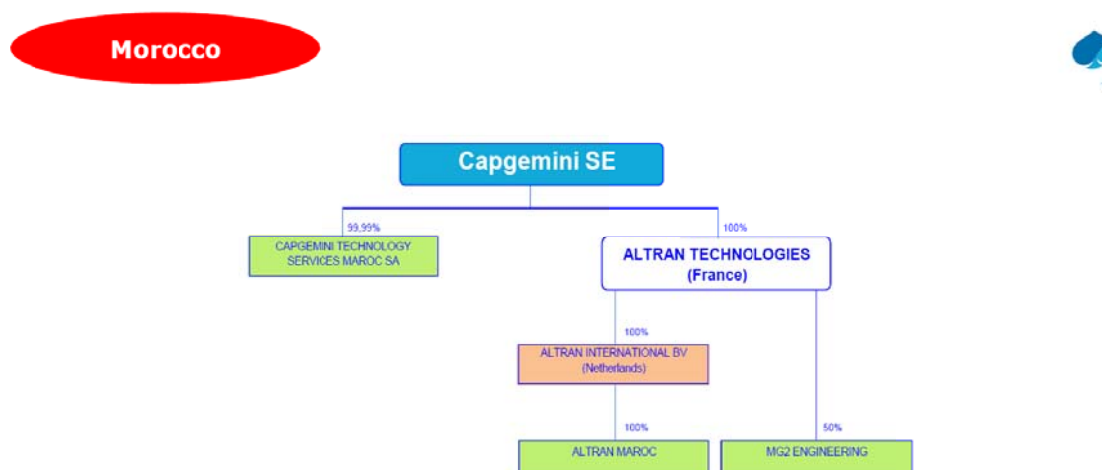 Morocco
Capgemini SE
99,99%
100%
CAPGEMINI TECHNOLOGY
SERVICES MAROC SA
ALTRAN TECHNOLOGIES
(France)
100%
ALTRAN INTERNATIONAL BV
(Netherlands)
100%
50%
ALTRAN MAROC
MG2 ENGINEERING